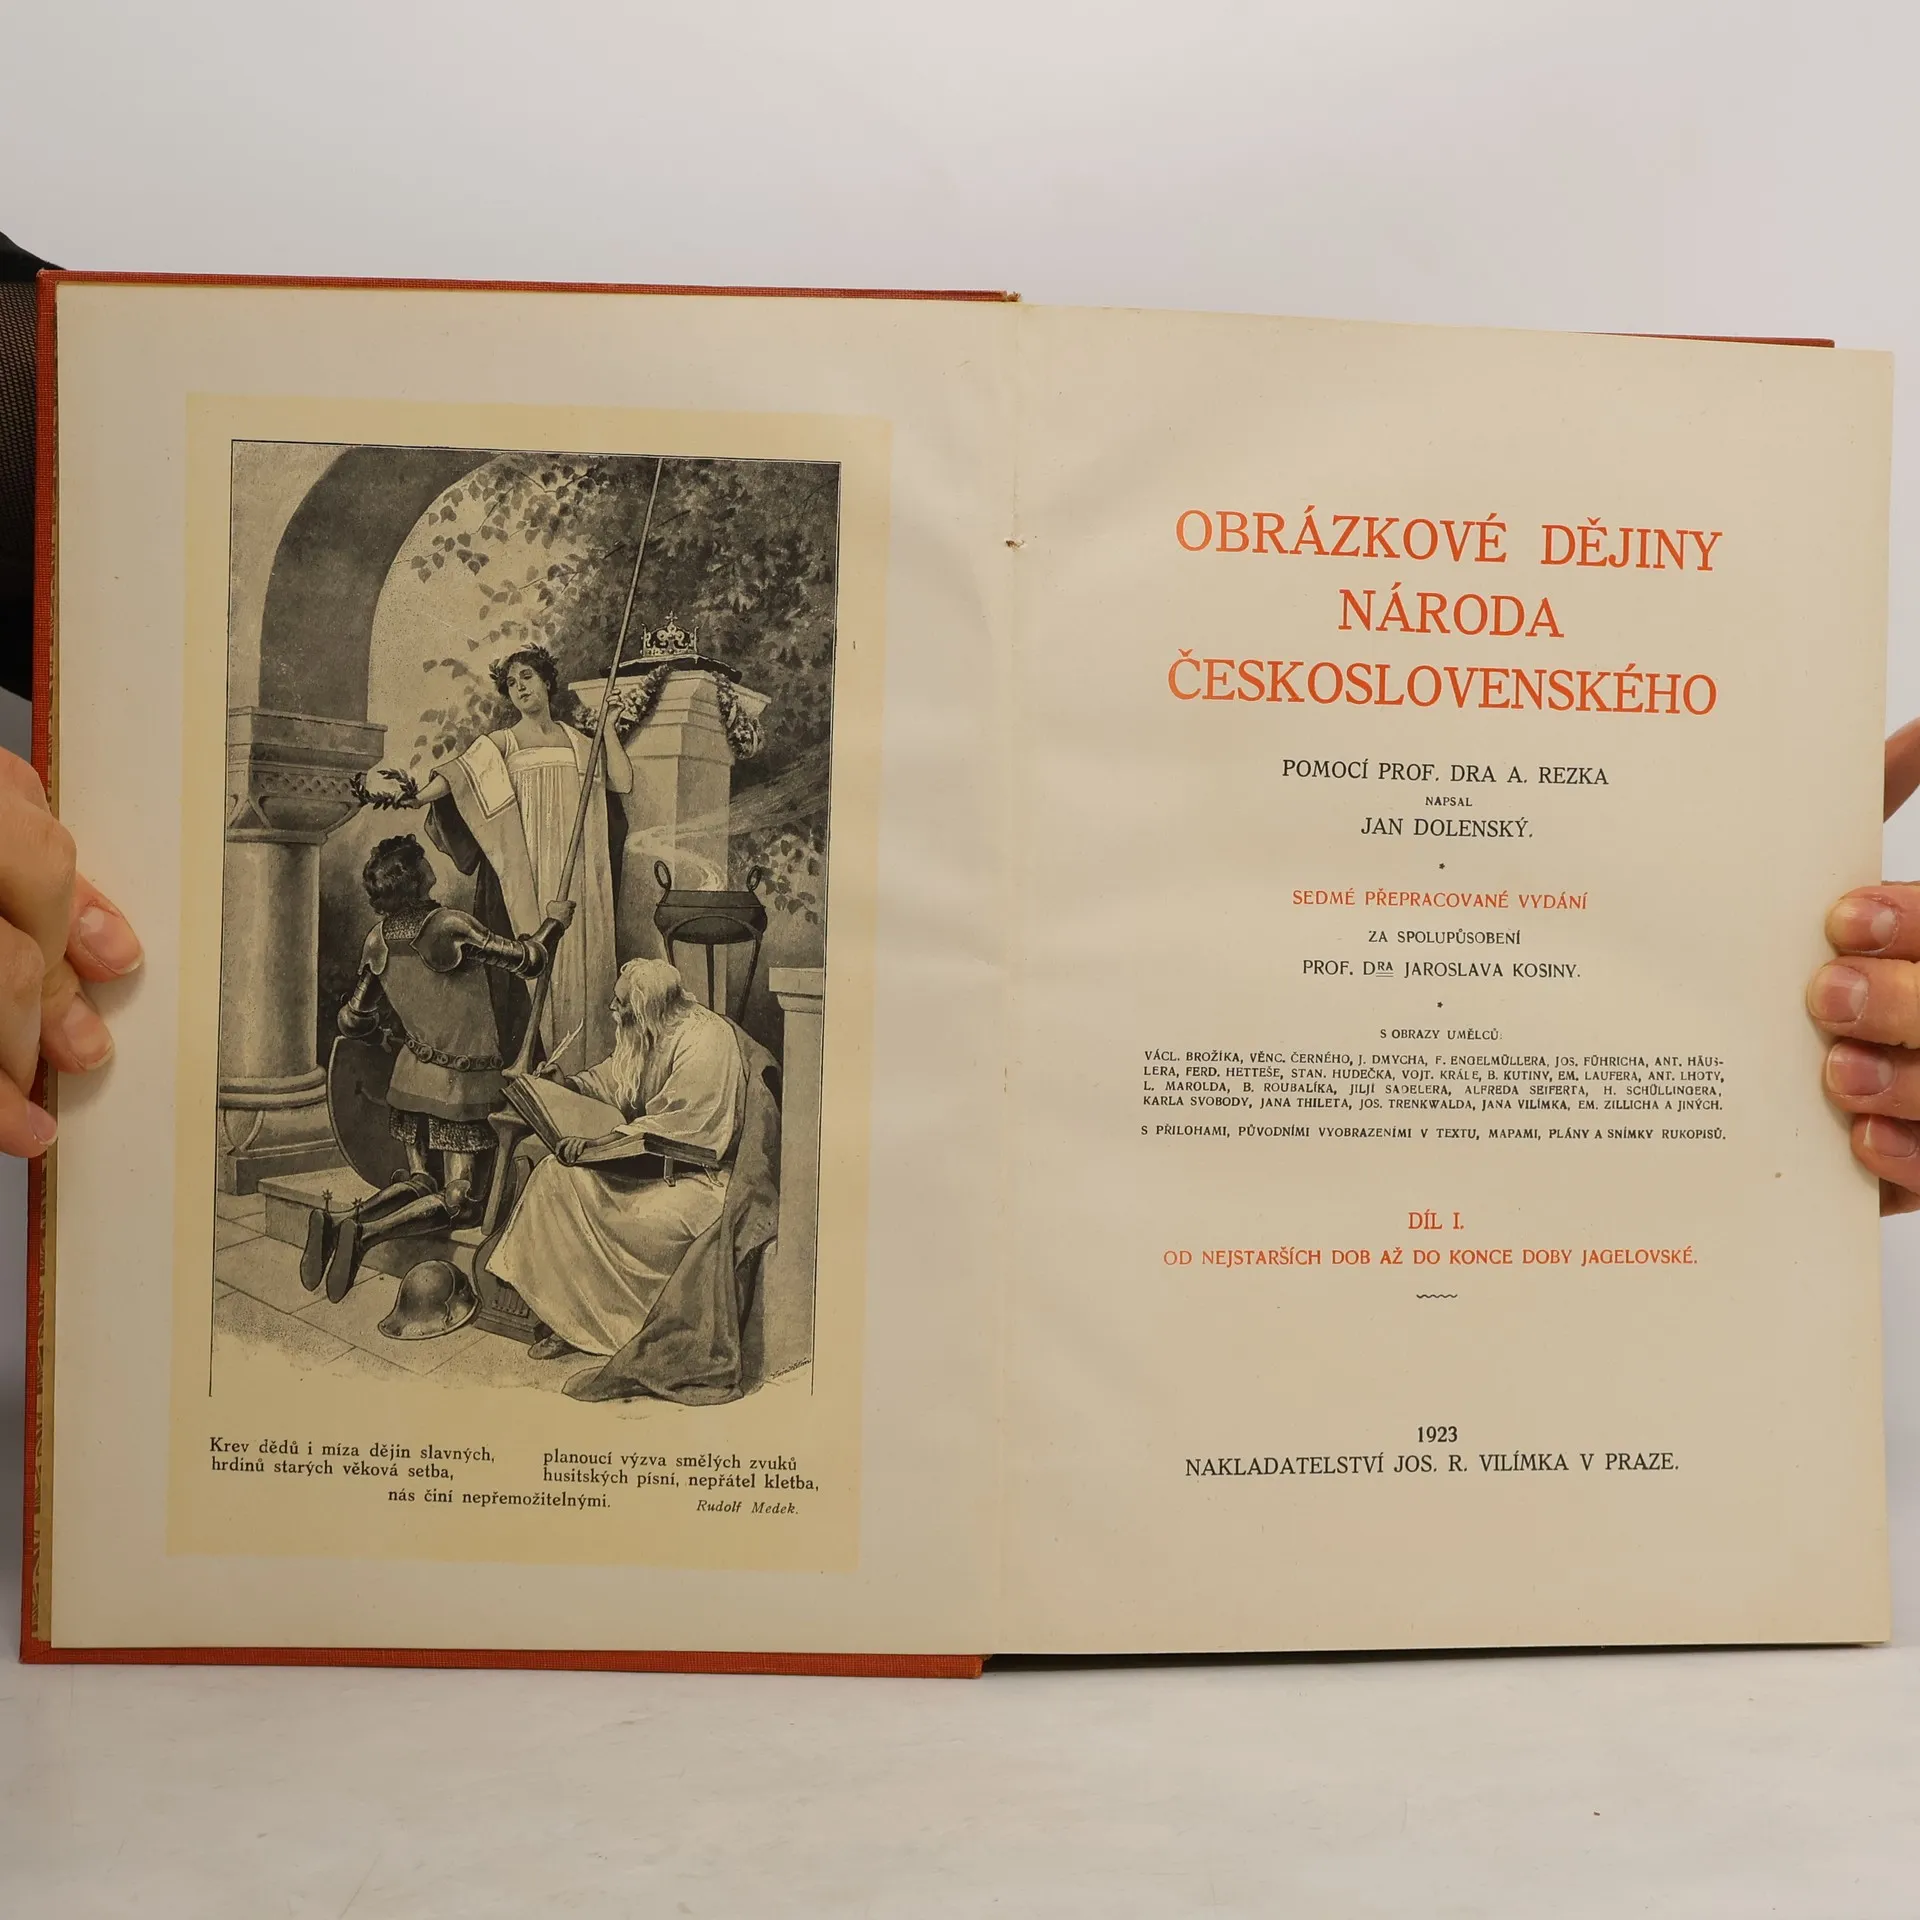 Krev dědů i míza dějin slavných,
hrdinů starých věková setba,
planoucí výzva smělých zvuků
husitských písní, nepřátel kletba,
nás činí nepřemožitelnými.
Rudolf Medek.
OBRÁZKOVÉ DĚJINY
NÁRODA
ČESKOSLOVENSKÉHO
POMOCÍ PROF. DRA A. REZKA
NAPSAL
JAN DOLENSKÝ.
SEDMÉ PŘEPRACOVANÉ VYDÁNÍ
ZA SPOLUPŮSOBENÍ
PROF. DRA JAROSLAVA KOSINY.
S OBRAZY UMĚLCŮ:
VÁCL. BROŽÍKA, VĚNC. ČERNÉHO, J. DMYCHA, F. ENGELMÜLLERA, JOS. FÜHRICHA, ANT. HÄUS-
LERA, FERD. HETTEŠE, STAN. HUDEČKA, VOJT. KRÁLE, B. KUTINY, EM. LAUFERA, ANT. LHOTY,
L. MAROLDA, B. ROUBALÍKA, JILJÍ SADELERA, ALFREDA SEIFERTA, H. SCHÜLLINGERA,
KARLA SVOBODY, JANA THILETA, JOS. TRENKWALDA, JANA VILÍMKA, EM. ZILLICHA A JINÝCH.
S PŘILOHAMI, PŮVODNÍMI VYOBRAZENÍMI V TEXTU, MAPAMI, PLÁNY A SNÍMKY RUKOPISŮ.
DÍL I.
OD NEJSTARŠÍCH DOB AŽ DO KONCE DOBY JAGELOVSKÉ.
1923
NAKLADATELSTVÍ JOS. R. VILÍMKA V PRAZE.